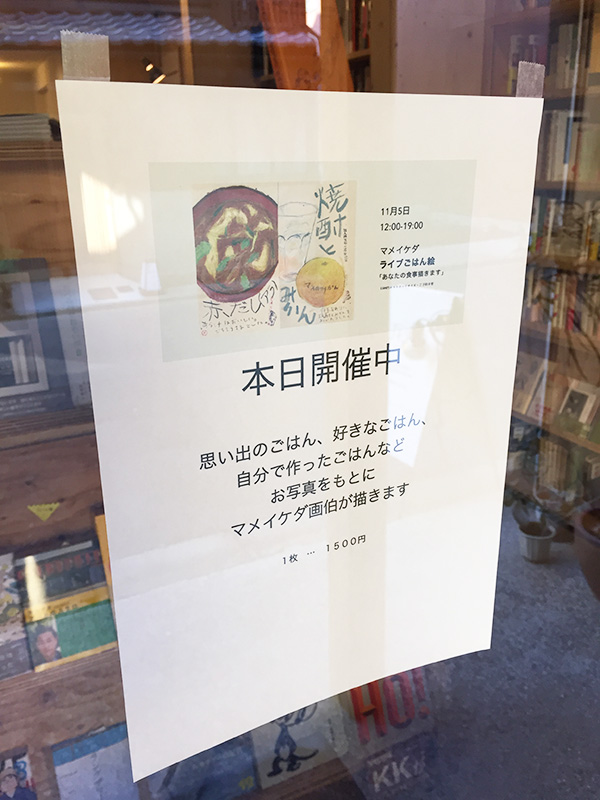 焼酎と
みかん
赤だし
11月5日
12:00-19:00
マメイケダ
ライブごはん絵
「あなたの食事描きます」
本日開催中
思い出のごはん、好きなごはん、
自分で作ったごはんなど
お写真をもとに
マメイケダ画伯が描きます
1枚 … 1500円
HO!
KK